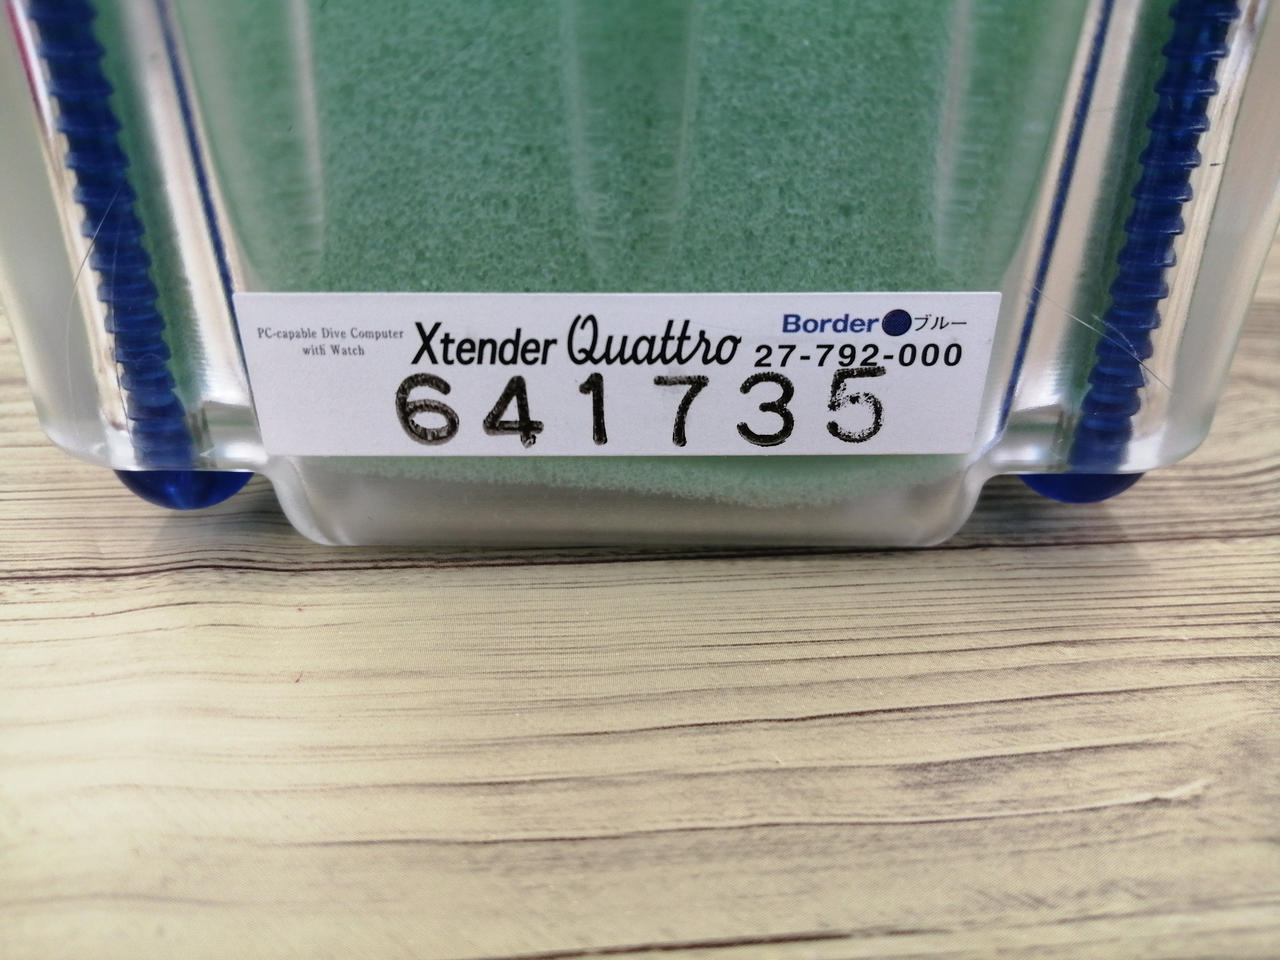 PC-capable Dive Computer
with Watch
Xtender Quattro
Border ブルー
27-792-000
641735